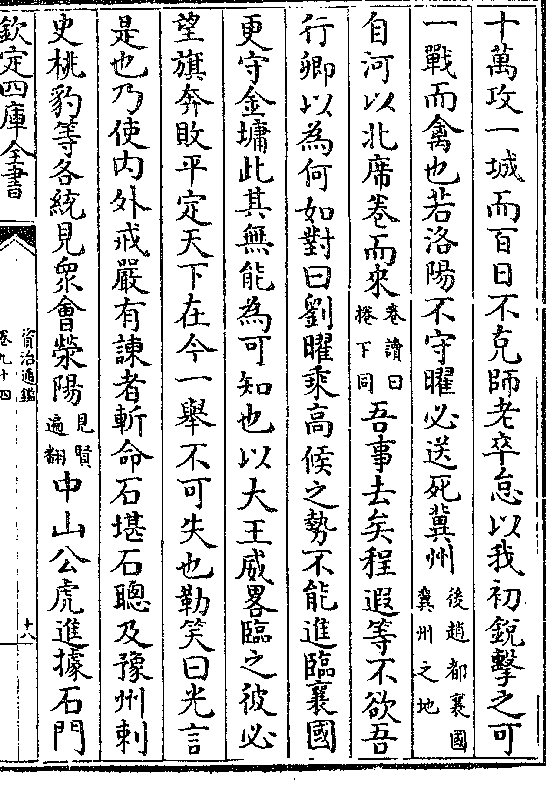 十萬攻一城而百日不克師老卒怠以我初銳擊之可
一戰而禽也若洛陽不守曜必送死冀州後趙都襄國冀州之地
自河以北席卷而來卷讀曰捲下同吾事去矣程遐等不欲吾
行卿以為何如對曰劉曜乘高候之勢不能進臨襄國
更守金墉此其無能為可知也以大王威畧臨之彼必
望旗奔敗平定天下在今一舉不可失也勒笑曰光言
是也乃使內外戒嚴有諫者斬命石堪石聰及豫州刺
史桃豹等各統見衆會滎陽見賢遍翻中山公虎進據石門
欽定四庫全書
資治通鑑
卷九十四
十八